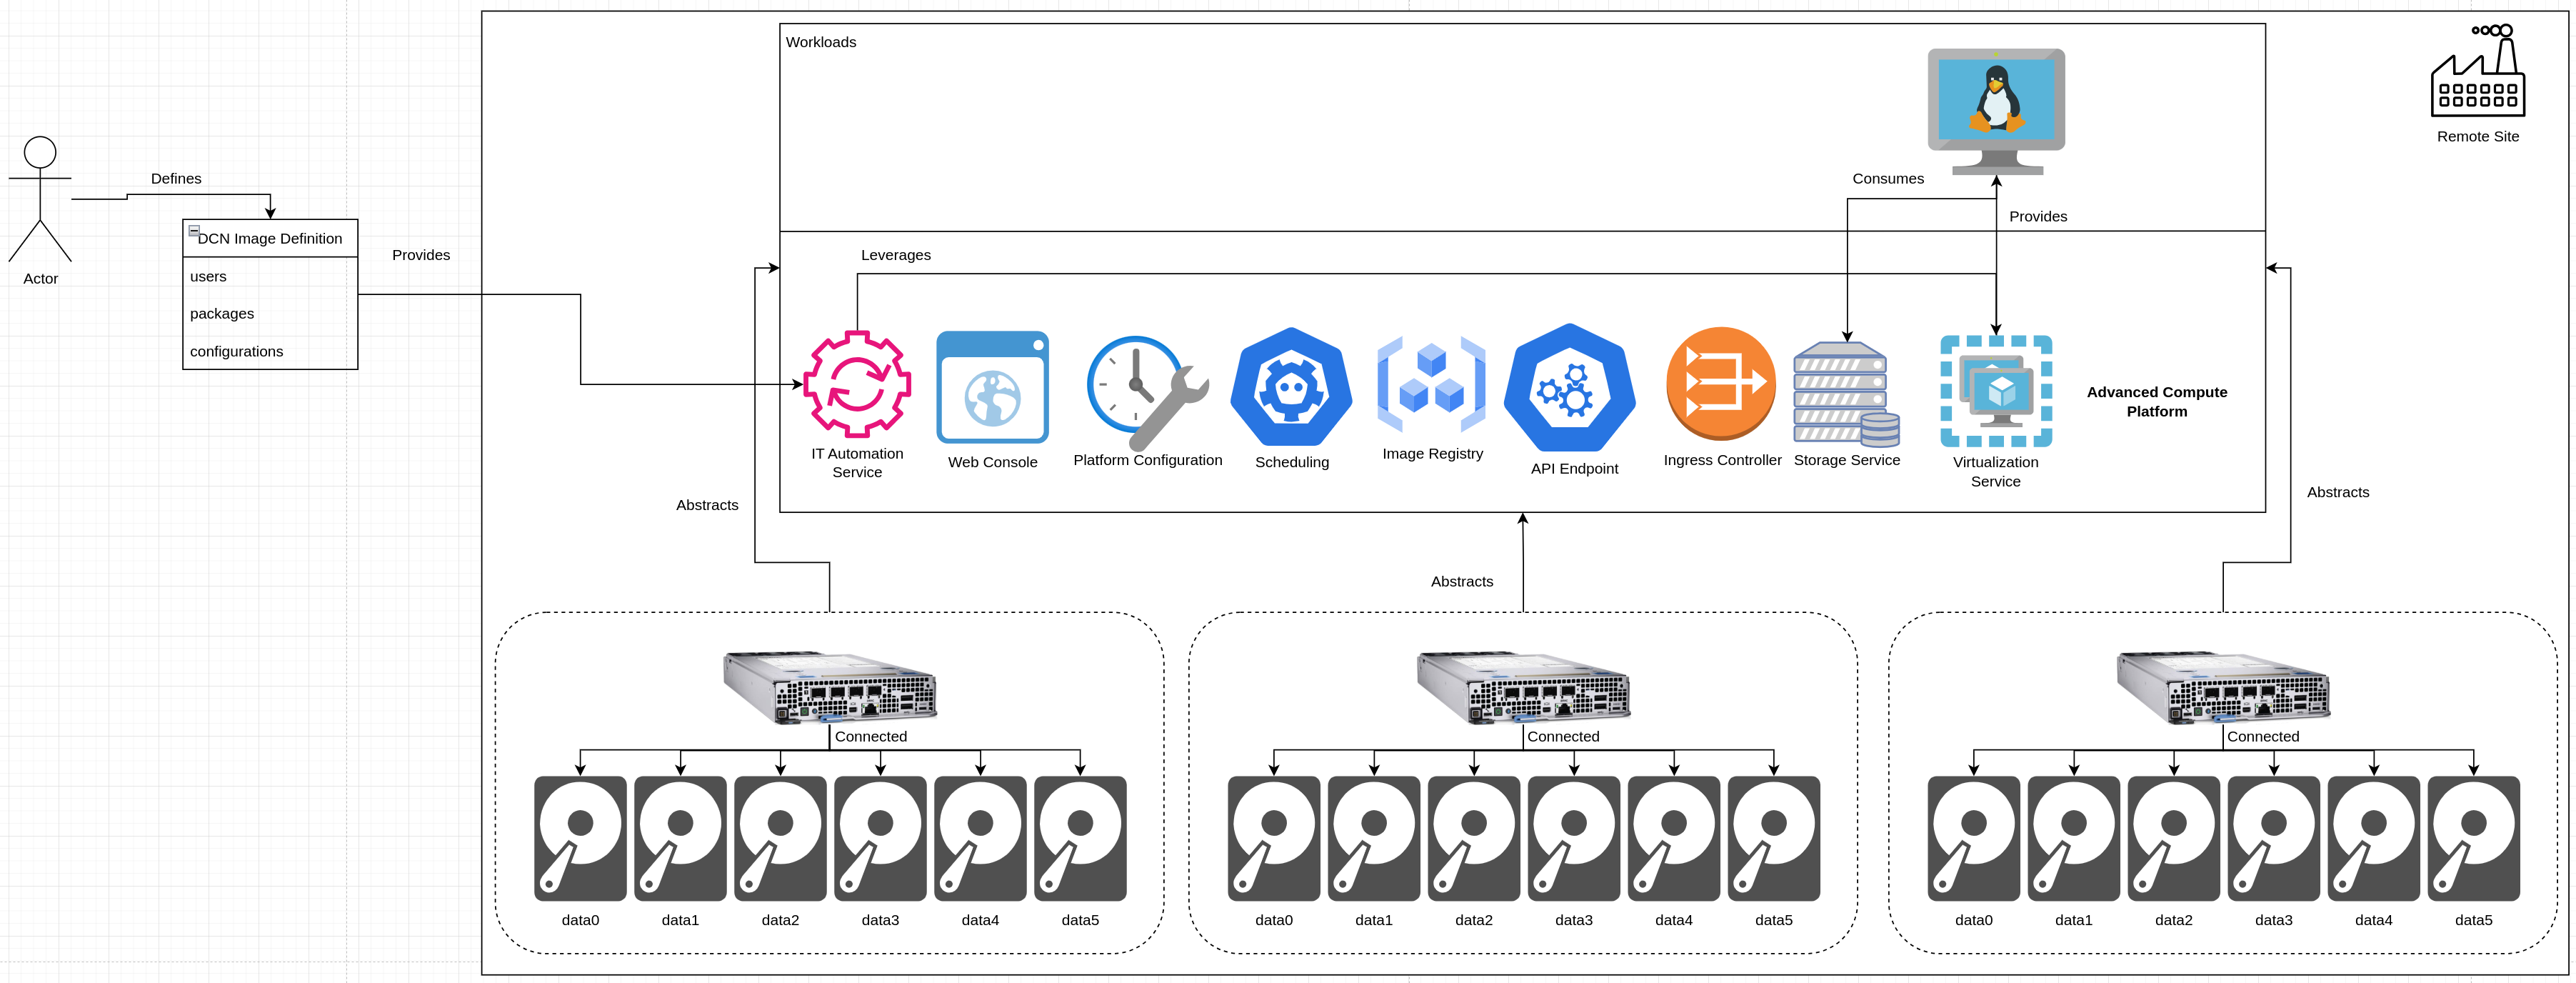 Workloads
Remote Site
Defines
Consumes
Provides
DCN Image Definition
users
packages
configurations
Actor
Provides
Leverages
IT Automation
Service
Web Console
Platform Configuration
Scheduling
Image Registry
API Endpoint
Ingress Controller
Storage Service
Virtualization
Service
Advanced Compute
Platform
Abstracts
Abstracts
Abstracts
Connected
data0
data1
data2
data3
data4
data5
Connected
data0
data1
data2
data3
data4
data5
Connected
data0
data1
data2
data3
data4
data5